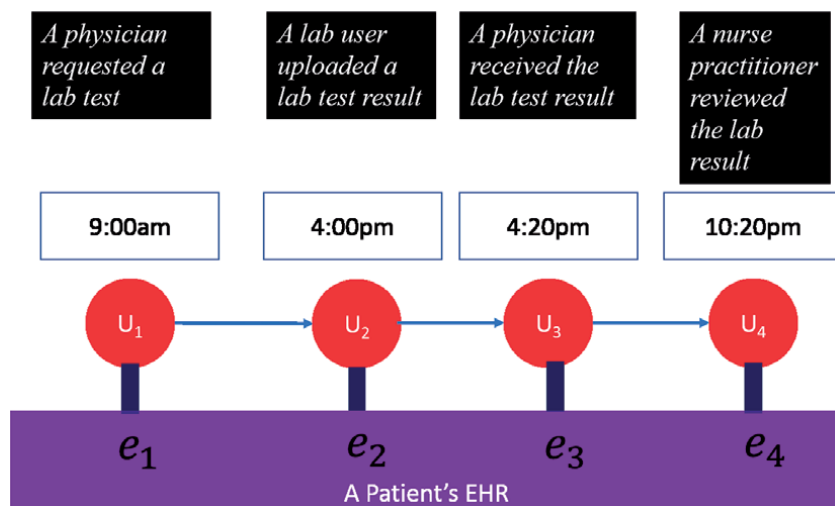 A physician
requested a
lab test
A lab user
uploaded a
lab test result
A physician
received the
lab test result
A nurse
practitioner
reviewed
the lab
result
9:00am
4:00pm
4:20pm
10:20pm
U₁
U₂
U₃
U₄
e₁
e₂
e₃
e₄
A Patient’s EHR